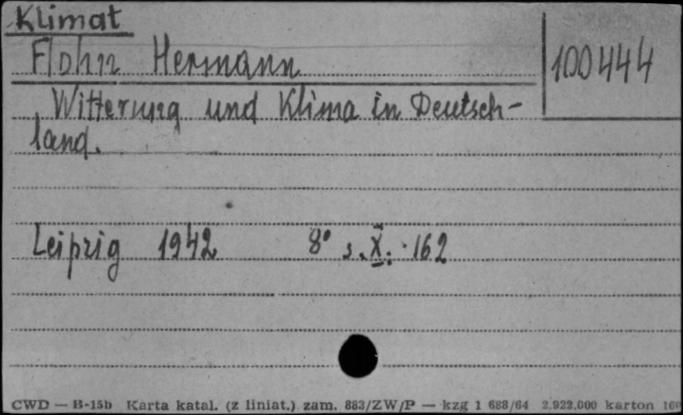 Klimat
Flohn Hermann
100444
Witterung und Klima in Deutsch-
land.
Leipzig 1942 8° s. X. 162
CWD — B-15b Karta katal. (z liniat.) zam. 883/ZW/P — kzg 1 688/64 2.922.000 karton